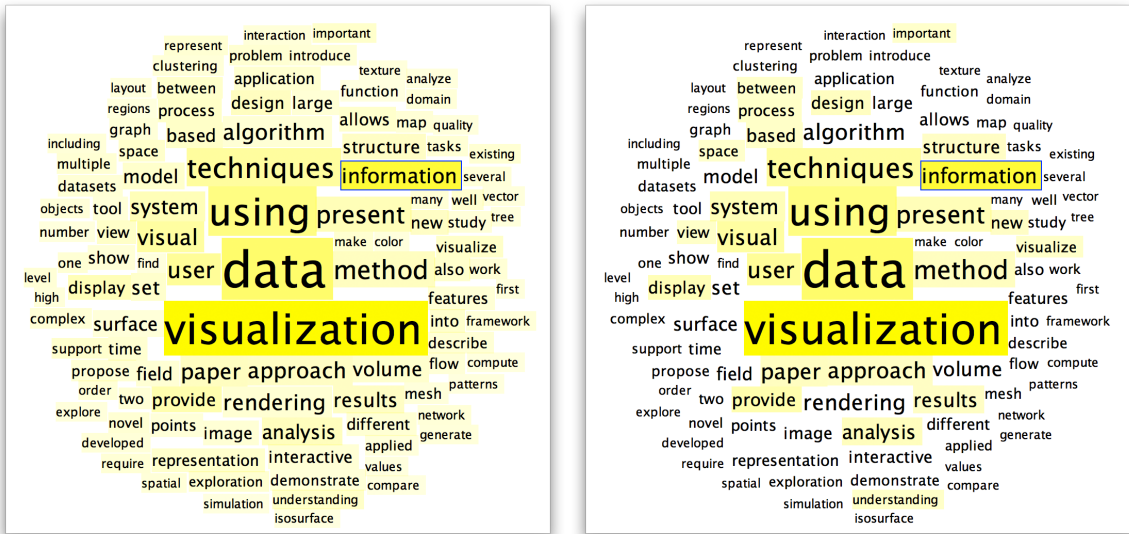 interaction important
represent
problem introduce
clustering
texture
application
analyze
layout between
function
domain
design large
regions process
allows map quality
graph based algorithm
including
space
structure tasks
existing
multiple
techniques
model
information several
datasets
many well vector
objects tool system using present new study tree
number view visual
make color
visualize
one show find
user data method also work
level
display set
first
high
features
complex surface visualization into framework
describe
support time
propose field paper approach volume flow compute
order
patterns
two provide rendering results mesh
explore
network
novel points image analysis different
generate
developed
applied
interactive
require representation
values
spatial exploration demonstrate compare
simulation understanding
isosurface
interaction important
represent
problem introduce
clustering
texture
application
analyze
layout between
function
domain
design large
regions process
allows map quality
graph based algorithm
including
space
structure tasks
existing
multiple
techniques
model
information several
datasets
many well vector
objects tool system using present new study tree
number view visual
make color
visualize
one show find
user data method also work
level
display set
first
high
features
complex surface visualization into framework
describe
support time
propose field paper approach volume flow compute
order
patterns
two provide rendering results mesh
explore
network
novel points image analysis different
generate
developed
applied
interactive
require representation
values
spatial exploration demonstrate compare
simulation understanding
isosurface